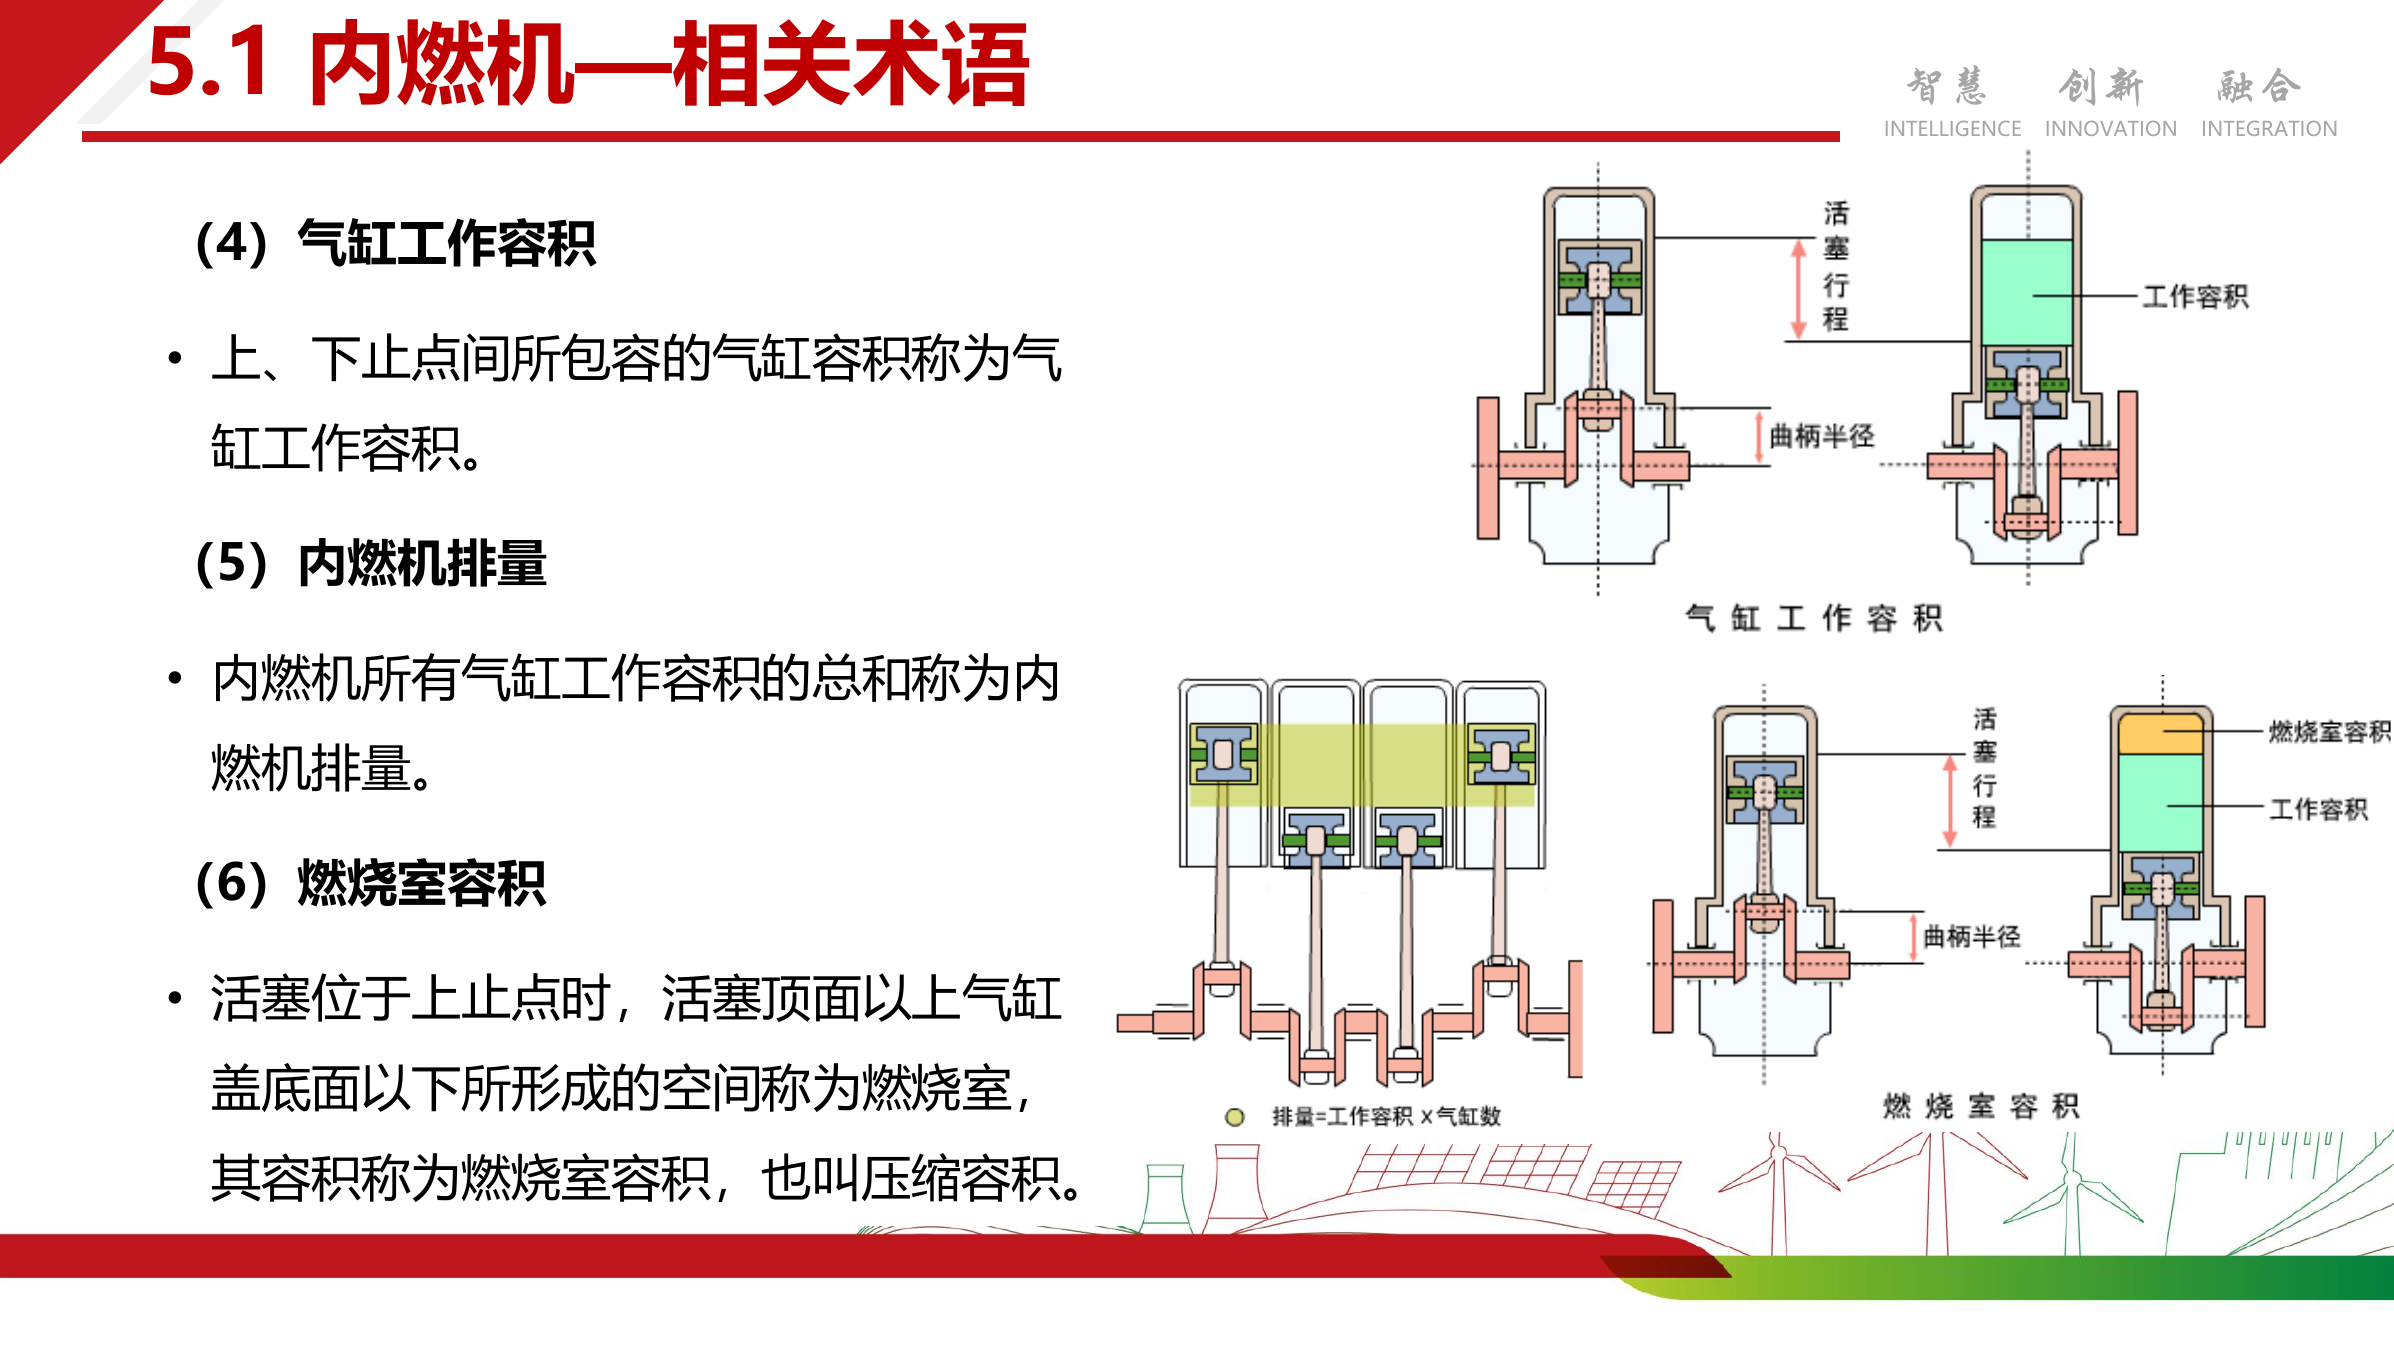 5.1 内燃机—相关术语
智慧 创新 融合
INTELLIGENCE INNOVATION INTEGRATION
（4）气缸工作容积
• 上、下止点间所包容的气缸容积称为气
缸工作容积。
（5）内燃机排量
• 内燃机所有气缸工作容积的总和称为内
燃机排量。
（6）燃烧室容积
• 活塞位于上止点时，活塞顶面以上气缸
盖底面以下所形成的空间称为燃烧室，
其容积称为燃烧室容积，也叫压缩容积。
活塞行程
工作容积
曲柄半径
气缸工作容积
排量=工作容积 x 气缸数
活塞行程
燃烧室容积
工作容积
曲柄半径
燃烧室容积